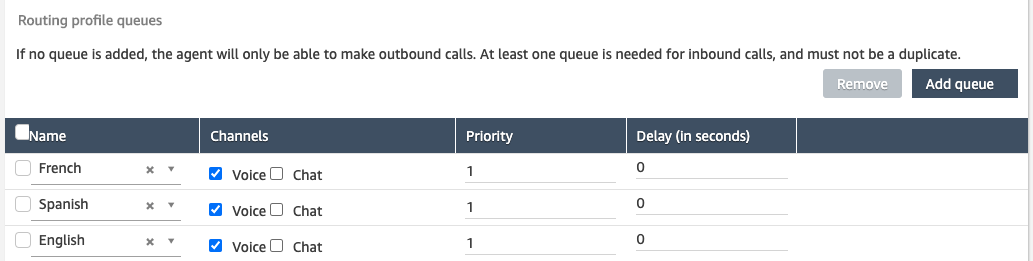 Routing profile queues
If no queue is added, the agent will only be able to make outbound calls. At least one queue is needed for inbound calls, and must not be a duplicate.
Remove Add queue
Name Channels Priority Delay (in seconds)
French × ▼ Voice Chat 1 0
Spanish × ▼ Voice Chat 1 0
English × ▼ Voice Chat 1 0